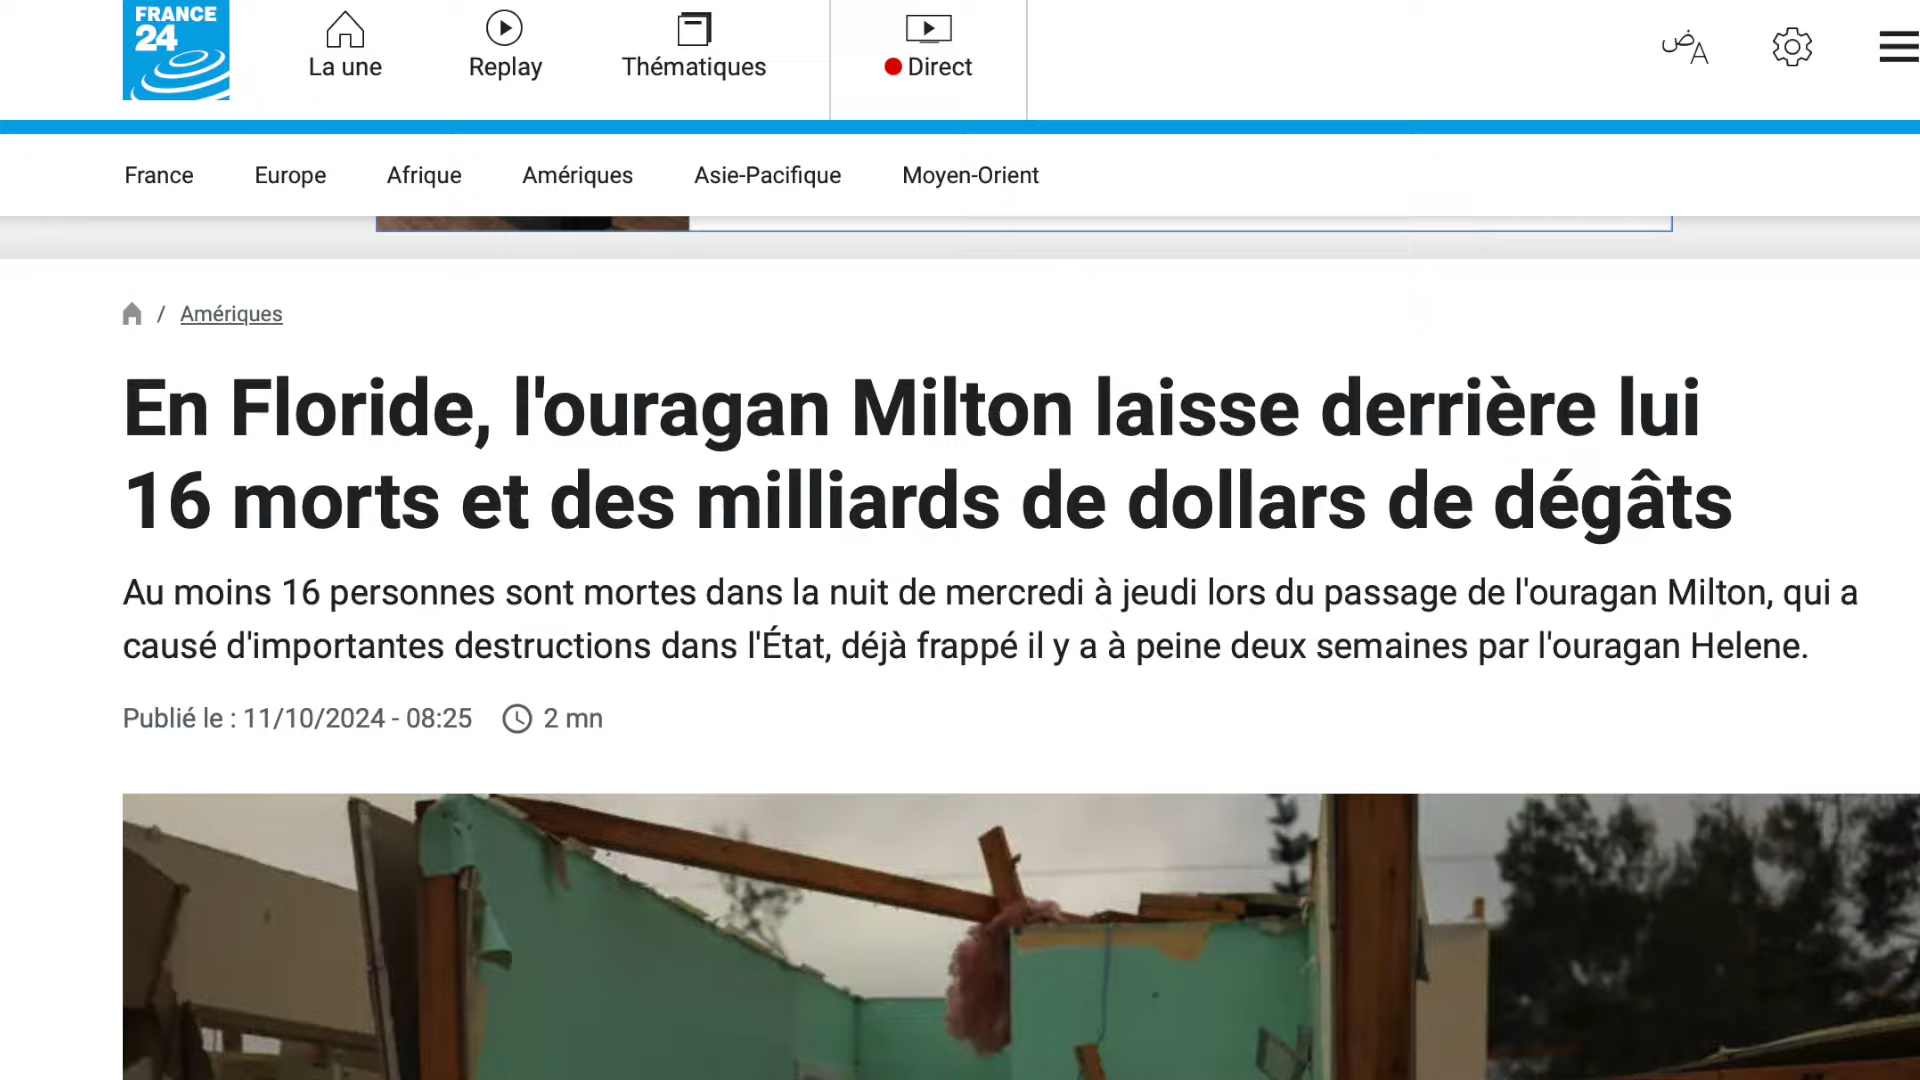 FRANCE
24
La une
Replay
Thématiques
Direct
ضA
France
Europe
Afrique
Amériques
Asie-Pacifique
Moyen-Orient
/ Amériques
En Floride, l'ouragan Milton laisse derrière lui
16 morts et des milliards de dollars de dégâts
Au moins 16 personnes sont mortes dans la nuit de mercredi à jeudi lors du passage de l'ouragan Milton, qui a
causé d'importantes destructions dans l'État, déjà frappé il y a à peine deux semaines par l'ouragan Helene.
Publié le : 11/10/2024 - 08:25 2 mn